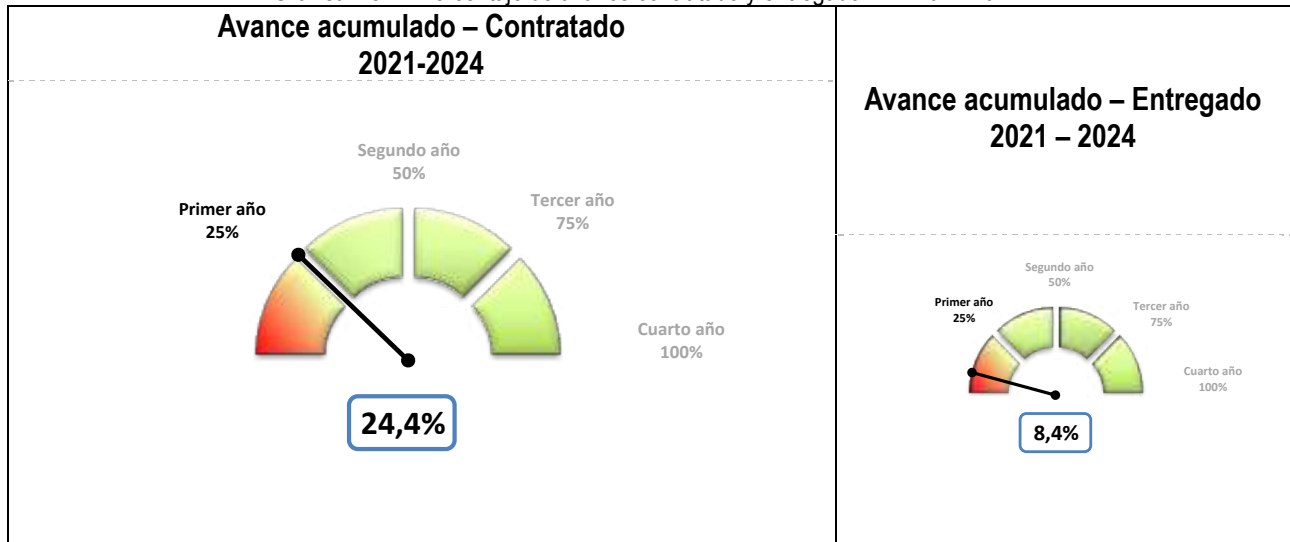 Avance acumulado – Contratado
2021-2024
Segundo año
50%
Primer año
25%
Tercer año
75%
Cuarto año
100%
24,4%
Avance acumulado – Entregado
2021 – 2024
Segundo año
50%
Primer año
25%
Tercer año
75%
Cuarto año
100%
8,4%